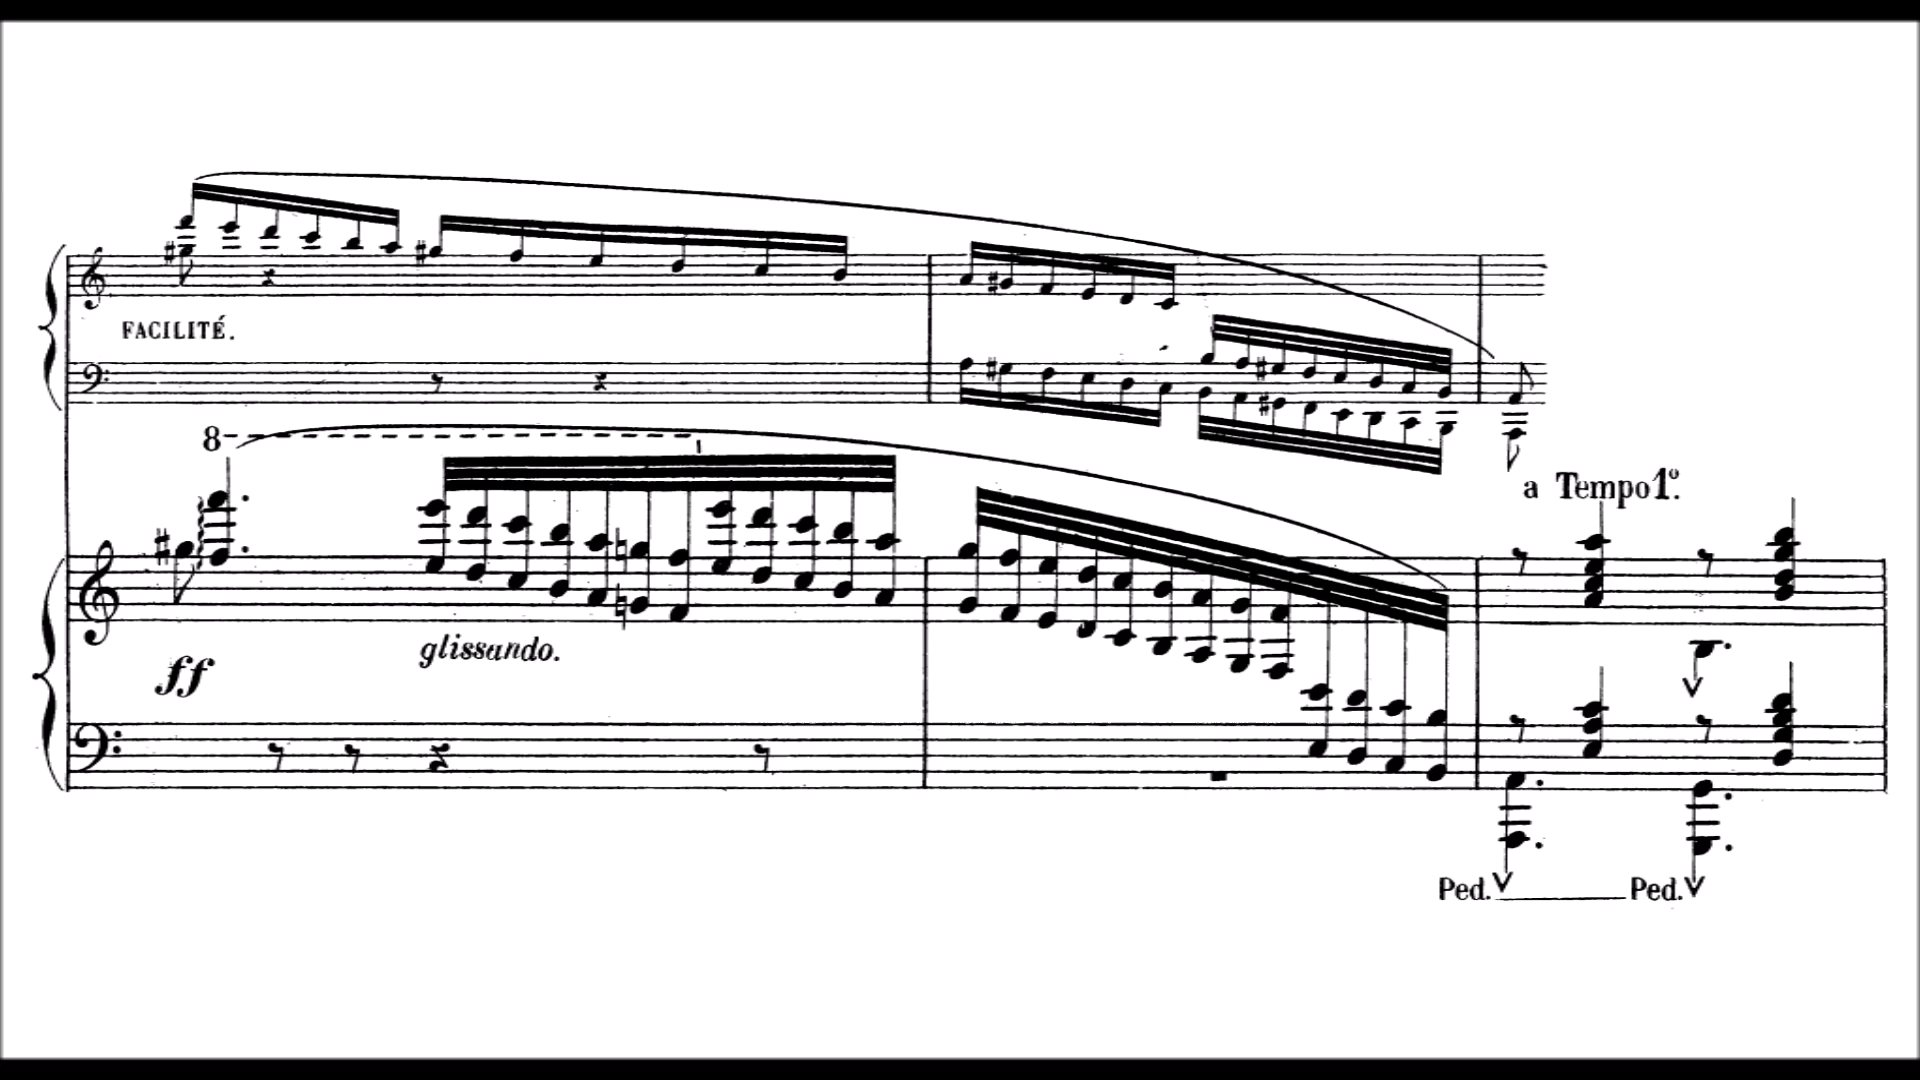 FACILITÉ.
8
a Tempo 1º.
glissando.
ff
Ped. Ped.